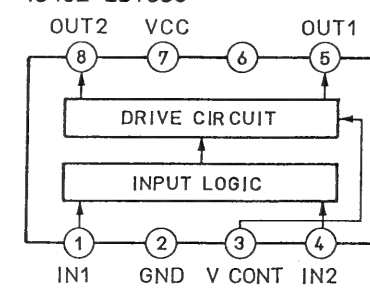 OUT2 VCC OUT1
8 7 6 5
DRIVE CIRCUIT
INPUT LOGIC
1 2 3 4
IN1 GND V CONT IN2